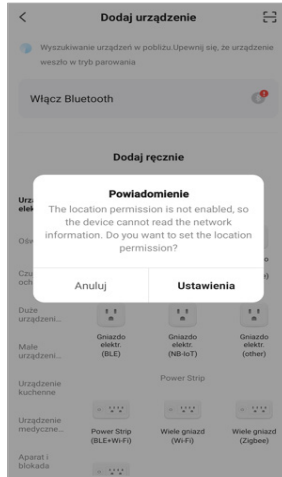 Dodaj urządzenie
Wyszukiwanie urządzeń w pobliżu.Upewnij się, że urządzenie
weszło w tryb parowania
Włącz Bluetooth
Dodaj ręcznie
Powiadomienie
The location permission is not enabled, so
the device cannot read the network
information. Do you want to set the location
permission?
Anuluj
Ustawienia
Duże
urządzeni...
Gniazdo
elektr.
(BLE)
Gniazdo
elektr.
(NB-IoT)
Gniazdo
elektr.
(other)
Małe
urządzeni...
Power Strip
Urządzenie
kuchenne
Urządzenie
medyczne...
Power Strip
(BLE+Wi-Fi)
Wiele gniazd
(Wi-Fi)
Wiele gniazd
(Zigbee)
Aparat i
blokada